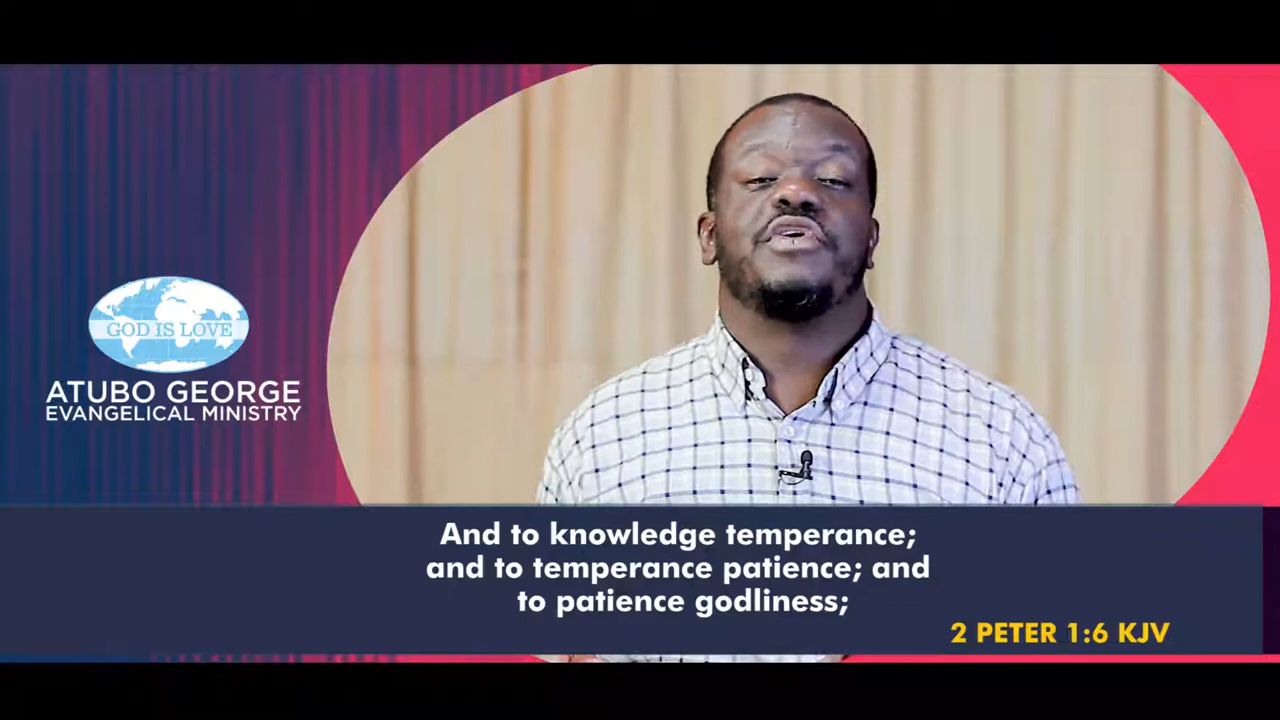 GOD IS LOVE
ATUBO GEORGE
EVANGELICAL MINISTRY
And to knowledge temperance;
and to temperance patience; and
to patience godliness;
2 PETER 1:6 KJV